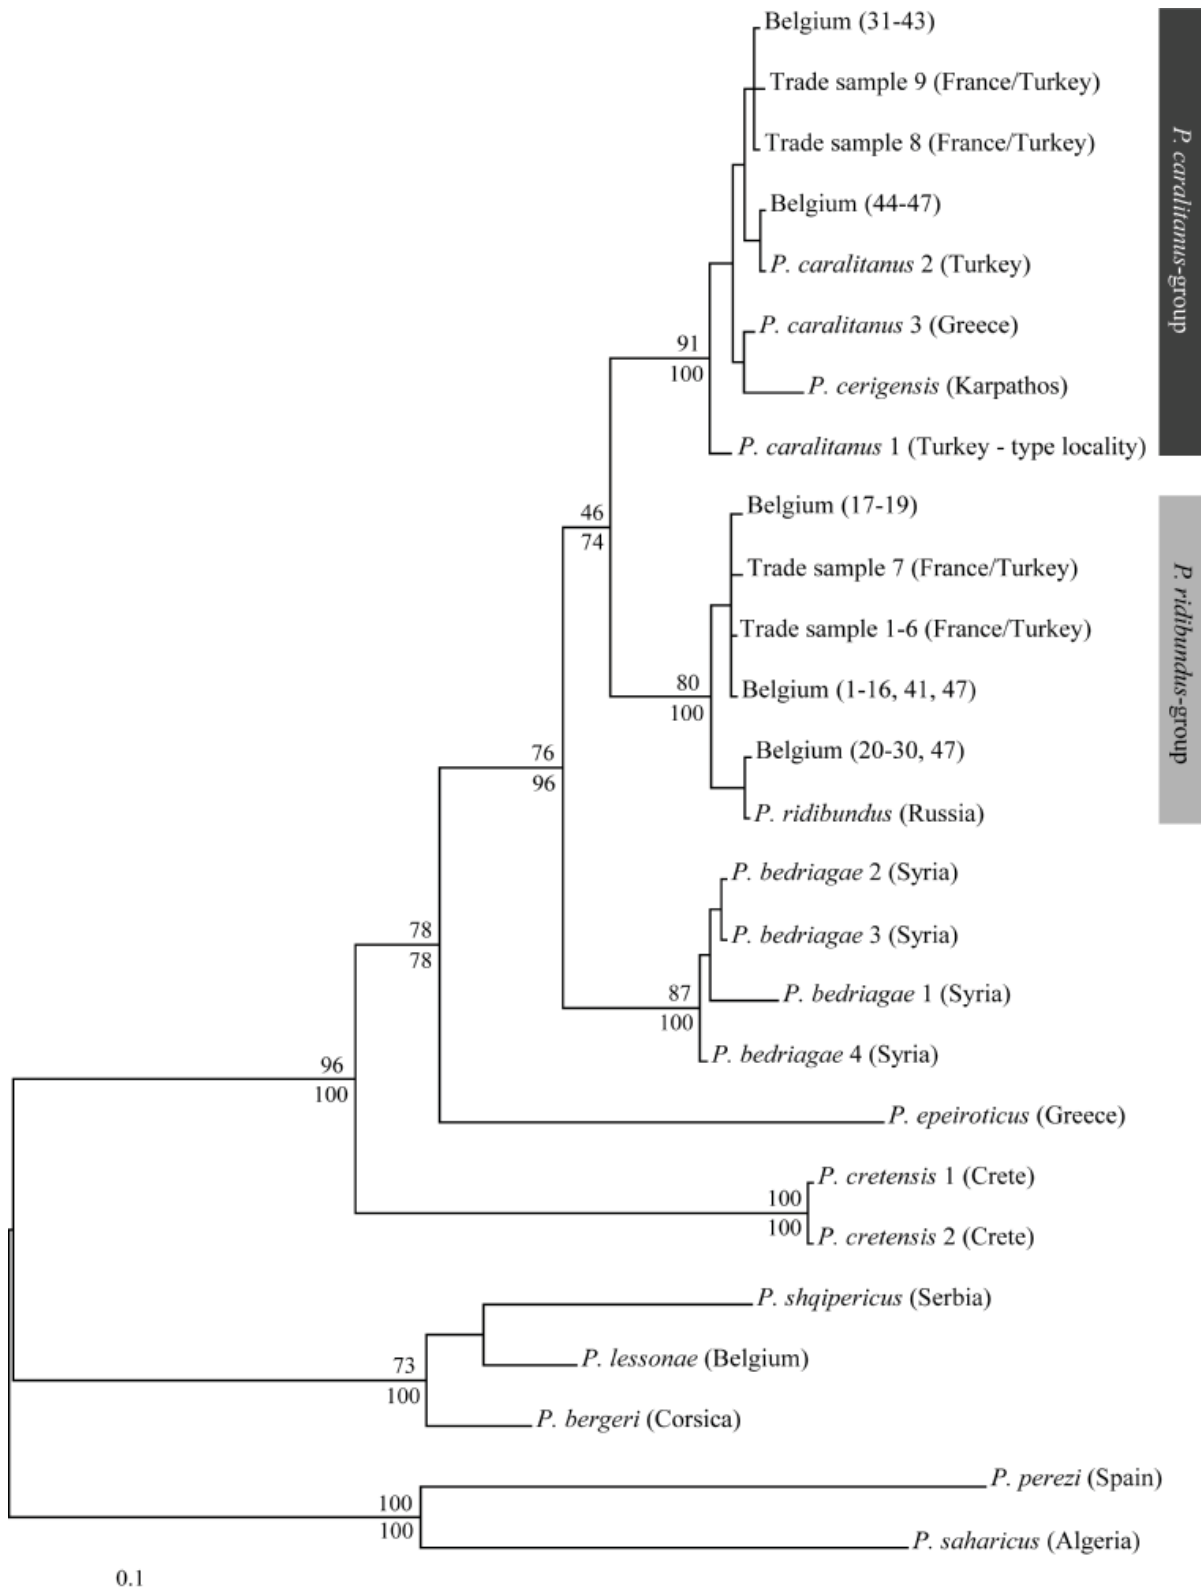 Belgium (31-43)
Trade sample 9 (France/Turkey)
Trade sample 8 (France/Turkey)
Belgium (44-47)
P. caralitanus 2 (Turkey)
P. caralitanus 3 (Greece)
91
100
P. cerigensis (Karpathos)
P. caralitanus 1 (Turkey - type locality)
P. caralitanus-group
Belgium (17-19)
46
74
Trade sample 7 (France/Turkey)
Trade sample 1-6 (France/Turkey)
80
100
Belgium (1-16, 41, 47)
Belgium (20-30, 47)
P. ridibundus (Russia)
P. ridibundus-group
76
96
P. bedriagae 2 (Syria)
P. bedriagae 3 (Syria)
78
78
P. bedriagae 1 (Syria)
87
100
P. bedriagae 4 (Syria)
96
100
P. epeiroticus (Greece)
P. cretensis 1 (Crete)
100
100
P. cretensis 2 (Crete)
P. shqipericus (Serbia)
P. lessonae (Belgium)
73
100
P. bergeri (Corsica)
P. perezi (Spain)
100
100
P. saharicus (Algeria)
0.1